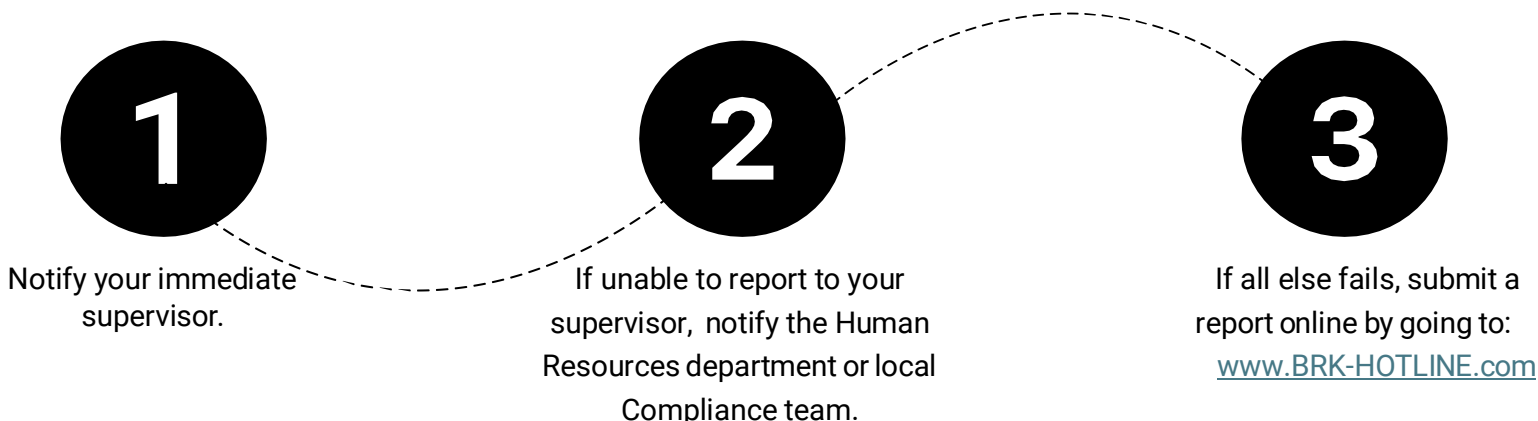 1
Notify your immediate
supervisor.
2
If unable to report to your
supervisor, notify the Human
Resources department or local
Compliance team.
3
If all else fails, submit a
report online by going to:
www.BRK-HOTLINE.com